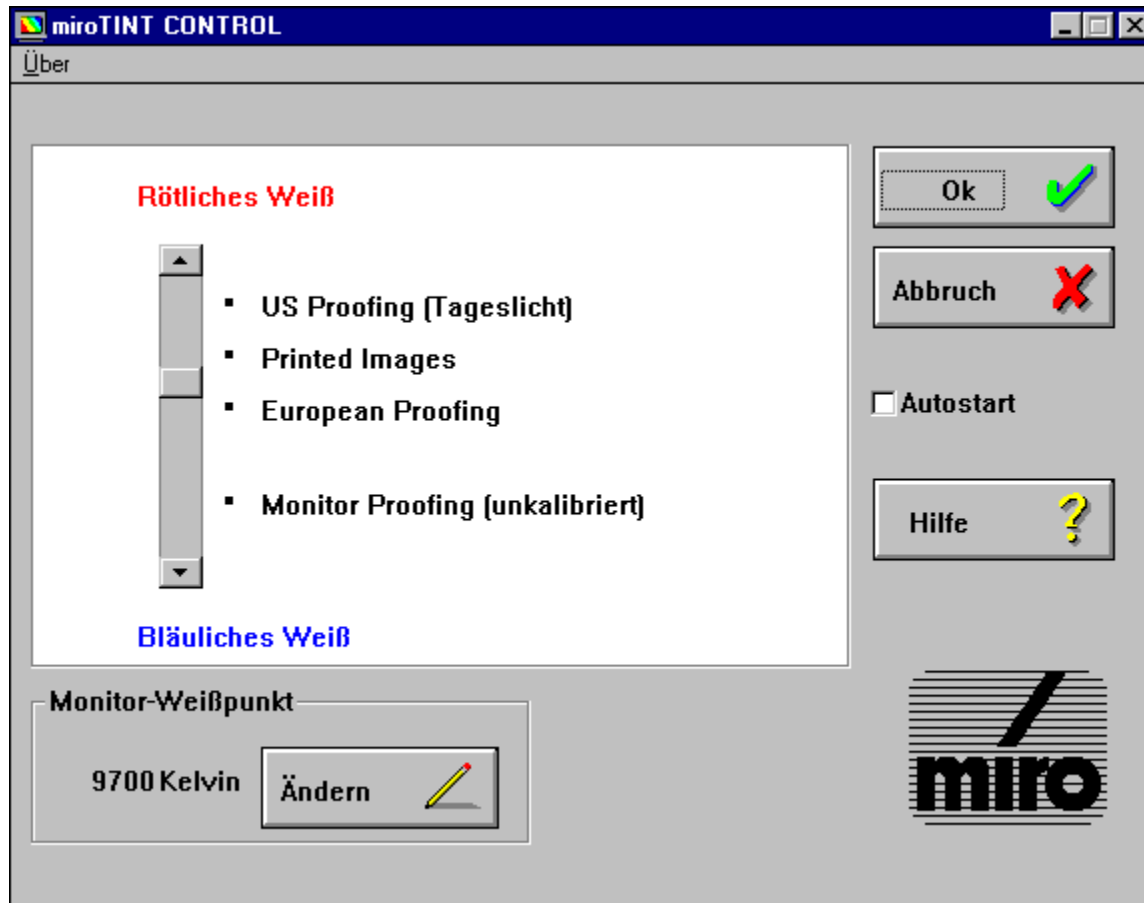 miroTINT CONTROL
Über
Rötliches Weiß
US Proofing (Tageslicht)
Printed Images
European Proofing
Monitor Proofing (unkalibriert)
Bläuliches Weiß
Ok
Abbruch
Autostart
Hilfe
Monitor-Weißpunkt
9700 Kelvin
Ändern
miro